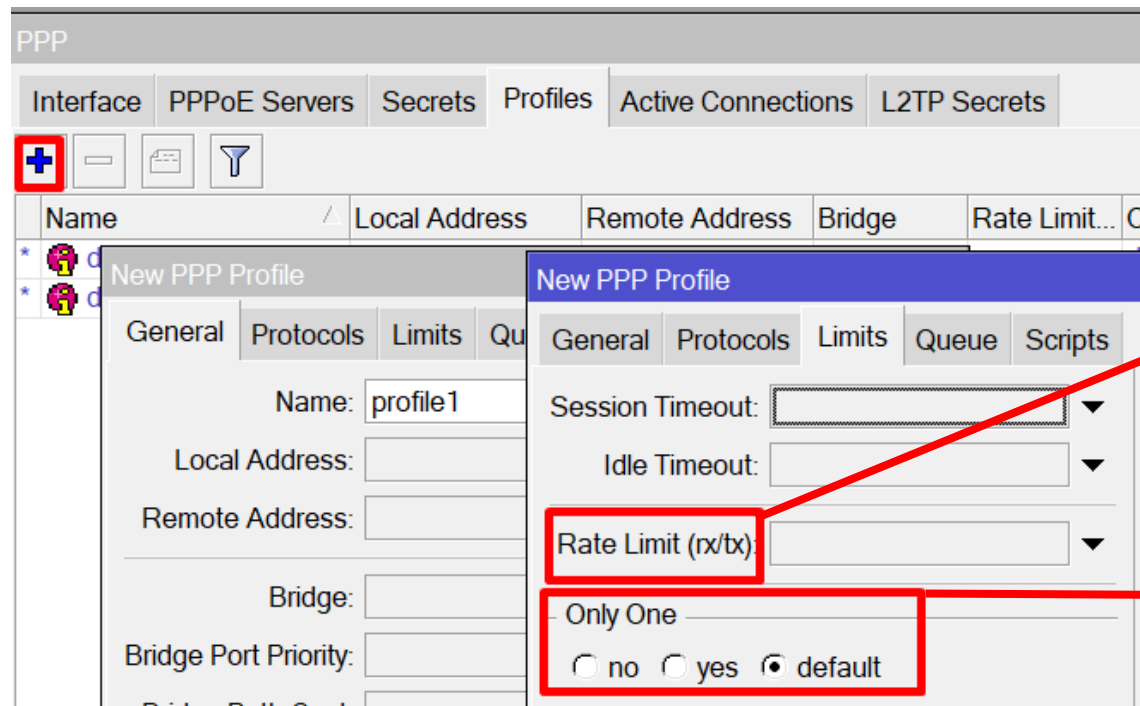 PPP
Interface PPPoE Servers Secrets Profiles Active Connections L2TP Secrets
Name Local Address Remote Address Bridge Rate Limit...
New PPP Profile
General Protocols Limits Qu
Name: profile1
Local Address:
Remote Address:
Bridge:
Bridge Port Priority:
New PPP Profile
General Protocols Limits Queue Scripts
Session Timeout:
Idle Timeout:
Rate Limit (rx/tx):
Only One
no yes default